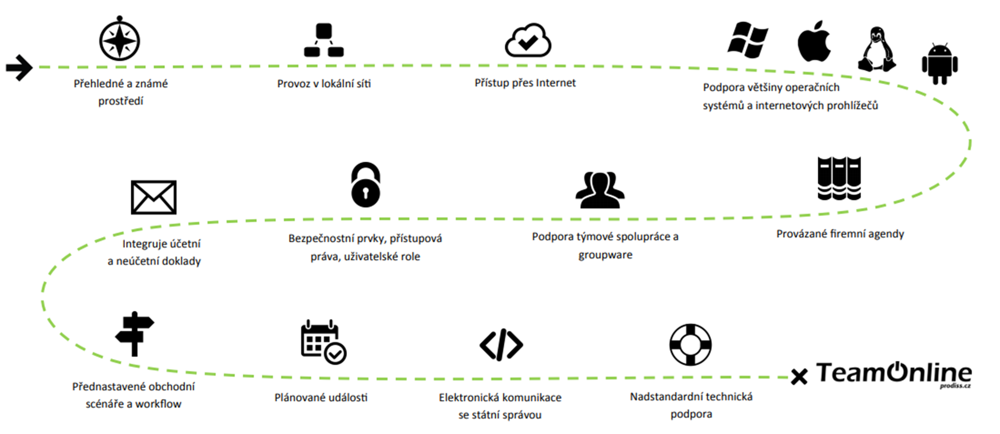 Přehledné a známé
prostředí
Provoz v lokální síti
Přístup přes Internet
Podpora většiny operačních
systémů a internetových prohlížečů
Provázané firemní agendy
Podpora týmové spolupráce a
groupware
Bezpečnostní prvky, přístupová
práva, uživatelské role
Integruje účetní
a neúčetní doklady
Přednastavené obchodní
scénáře a workflow
Plánované události
Elektronická komunikace
se státní správou
Nadstandardní technická
podpora
TeamOnline
prodiss.cz